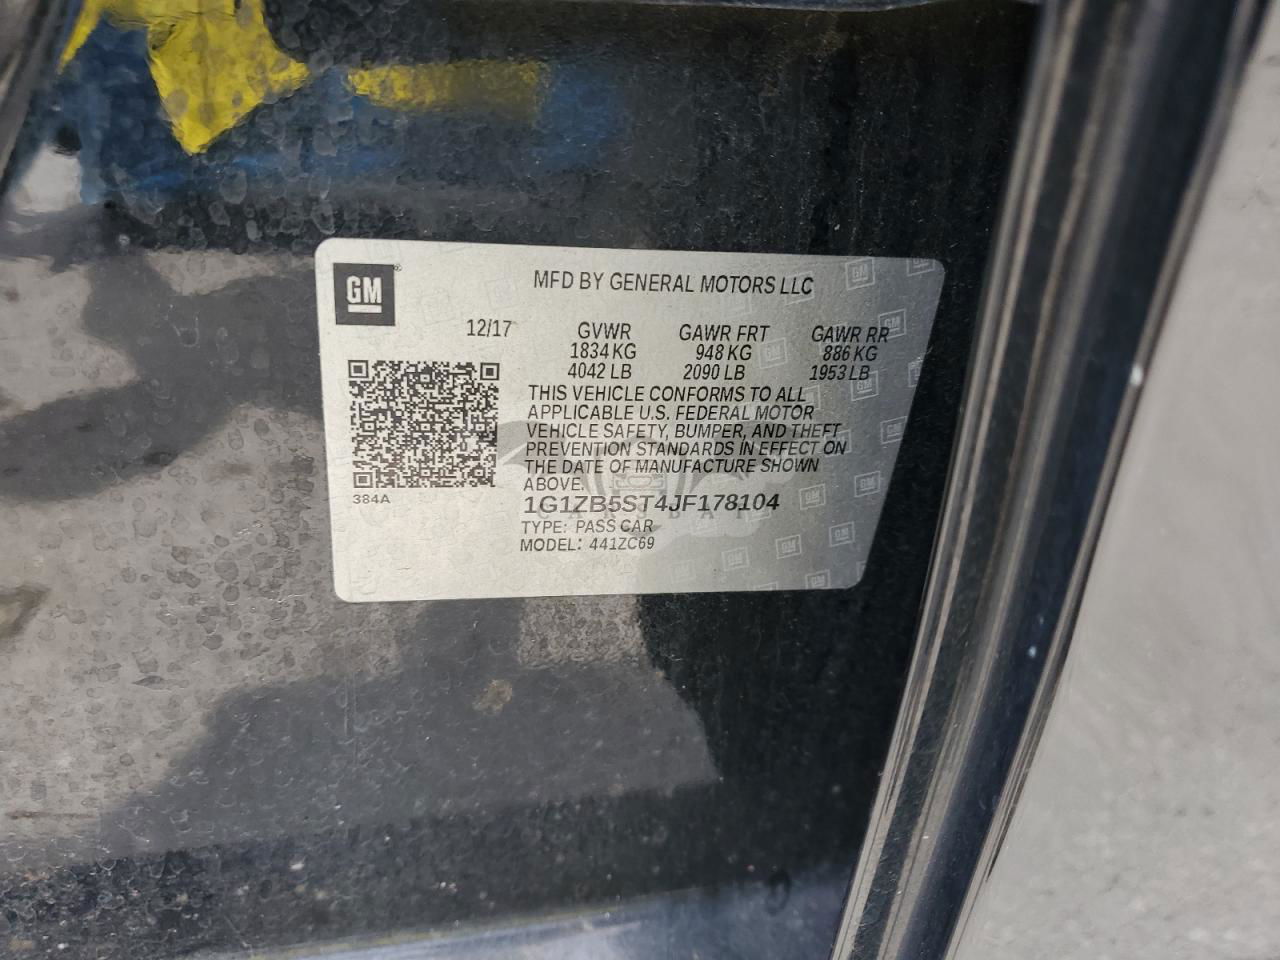 GM
MFD BY GENERAL MOTORS LLC
12/17 GVWR GAWR FRT GAWR RR
1834 KG 948 KG 886 KG
4042 LB 2090 LB 1953 LB
THIS VEHICLE CONFORMS TO ALL
APPLICABLE U.S. FEDERAL MOTOR
VEHICLE SAFETY, BUMPER, AND THEFT
PREVENTION STANDARDS IN EFFECT ON
THE DATE OF MANUFACTURE SHOWN
ABOVE.
384A
1G1ZB5ST4JF178104
TYPE: PASS CAR
MODEL: 441ZC69